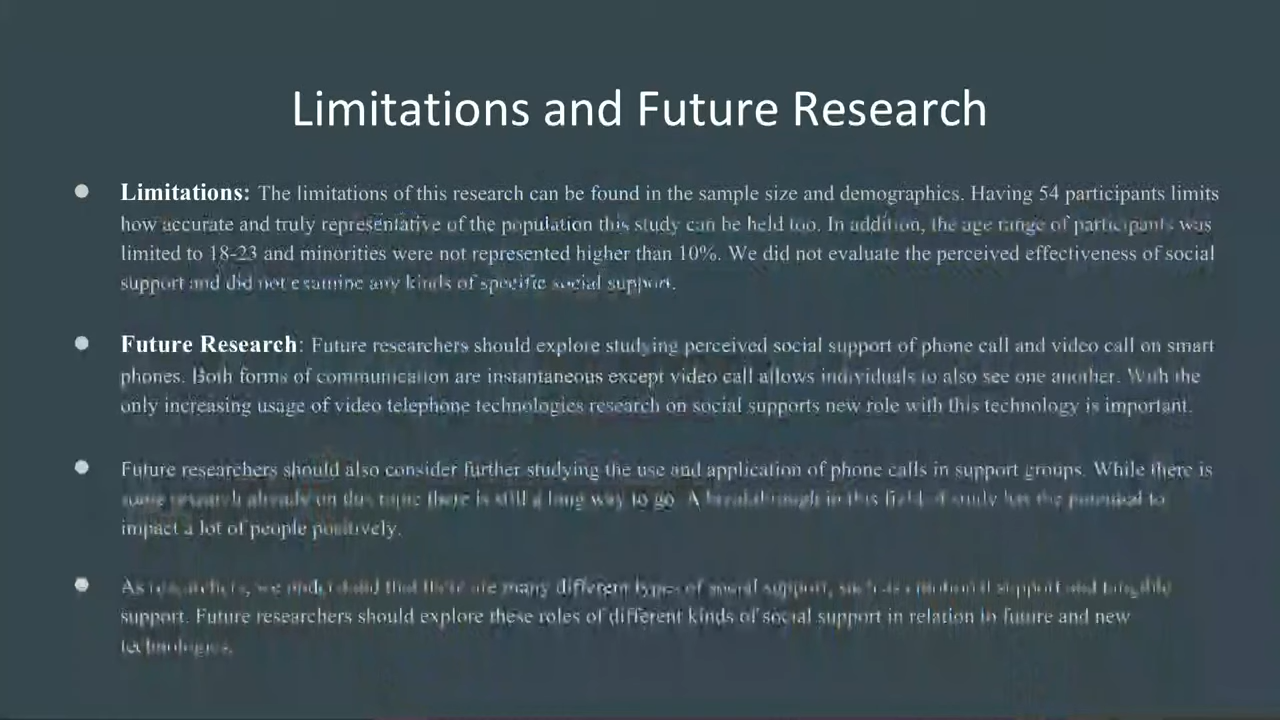 Limitations and Future Research
● Limitations: The limitations of this research can be found in the sample size and demographics. Having 54 participants limits
how accurate and truly representative of the population this study can be held too. In addition, the age range of participants was
limited to 18-23 and minorities were not represented higher than 10%. We did not evaluate the perceived effectiveness of social
support and did not examine any kinds of specific social support.
● Future Research: Future researchers should explore studying perceived social support of phone call and video call on smart
phones. Both forms of communication are instantaneous except video call allows individuals to also see one another. With the
only increasing usage of video telephone technologies research on social supports new role with this technology is important.
● Future researchers should also consider further studying the use and application of phone calls in support groups. While there is
some research already on this topic there is still a long way to go. A breakthrough in this field of study has the potential to
impact a lot of people positively.
● As researchers, we understand that there are many different types of social support, such as emotional support and tangible
support. Future researchers should explore these roles of different kinds of social support in relation to future and new
technologies.